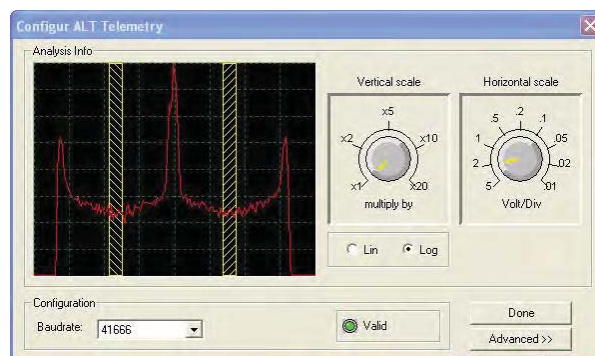 Configur ALT Telemetry
Analysis Info
Vertical scale
Horizontal scale
x5
x2
x10
x1
x20
multiply by
.2
.5
.1
1
.05
2
.02
5
.01
Volt/Div
Lin
Log
Configuration
Baudrate:
41666
Valid
Done
Advanced >>